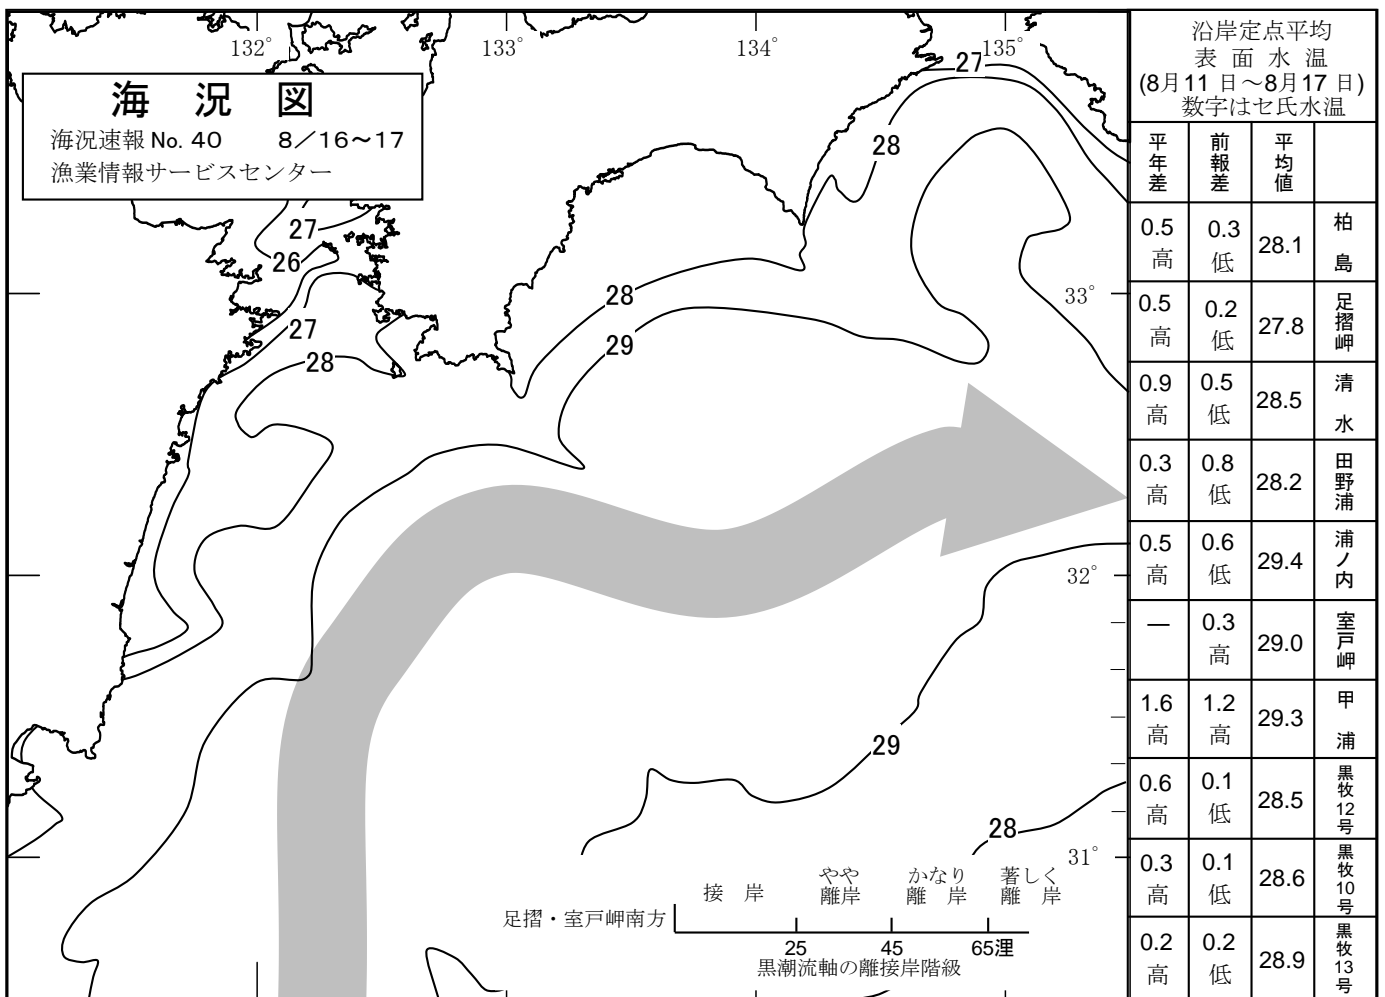 132°
133°
134°
135°
海 況 図
海況速報 No. 40 8／16～17
漁業情報サービスセンター
27
28
27
26
28
33°
27
29
28
32°
29
28
31°
接 岸
やや
離岸
かなり
離 岸
著しく
離 岸
足摺・室戸岬南方
25 45 65浬
黒潮流軸の離接岸階級
沿岸定点平均
表 面 水 温
(8月11 日～8月17 日)
数字はセ氏水温
平年差 前報差 平均値
0.5高 0.3低 28.1 柏島
0.5高 0.2低 27.8 足摺岬
0.9高 0.5低 28.5 清水
0.3高 0.8低 28.2 田野浦
0.5高 0.6低 29.4 浦ノ内
― 0.3高 29.0 室戸岬
1.6高 1.2高 29.3 甲浦
0.6高 0.1低 28.5 黒牧12号
0.3高 0.1低 28.6 黒牧10号
0.2高 0.2低 28.9 黒牧13号